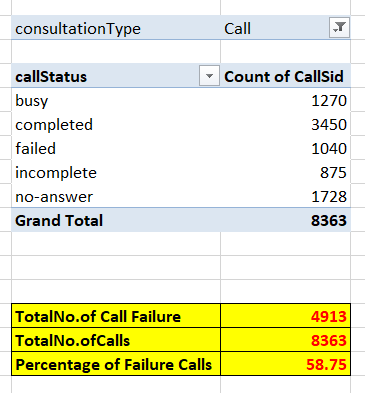 consultationType Call
callStatus Count of CallSid
busy 1270
completed 3450
failed 1040
incomplete 875
no-answer 1728
Grand Total 8363
TotalNo.of Call Failure 4913
TotalNo.ofCalls 8363
Percentage of Failure Calls 58.75